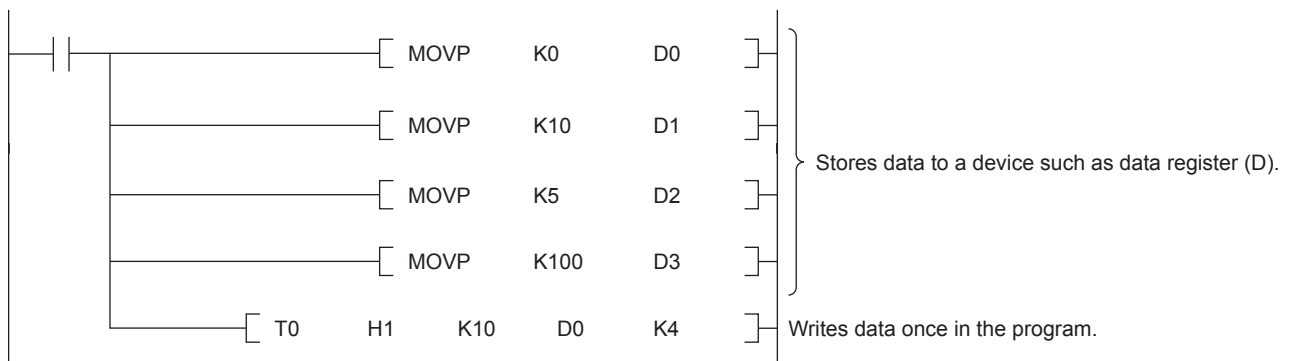 MOVP K0 D0
MOVP K10 D1
MOVP K5 D2
Stores data to a device such as data register (D).
MOVP K100 D3
T0 H1 K10 D0 K4 Writes data once in the program.